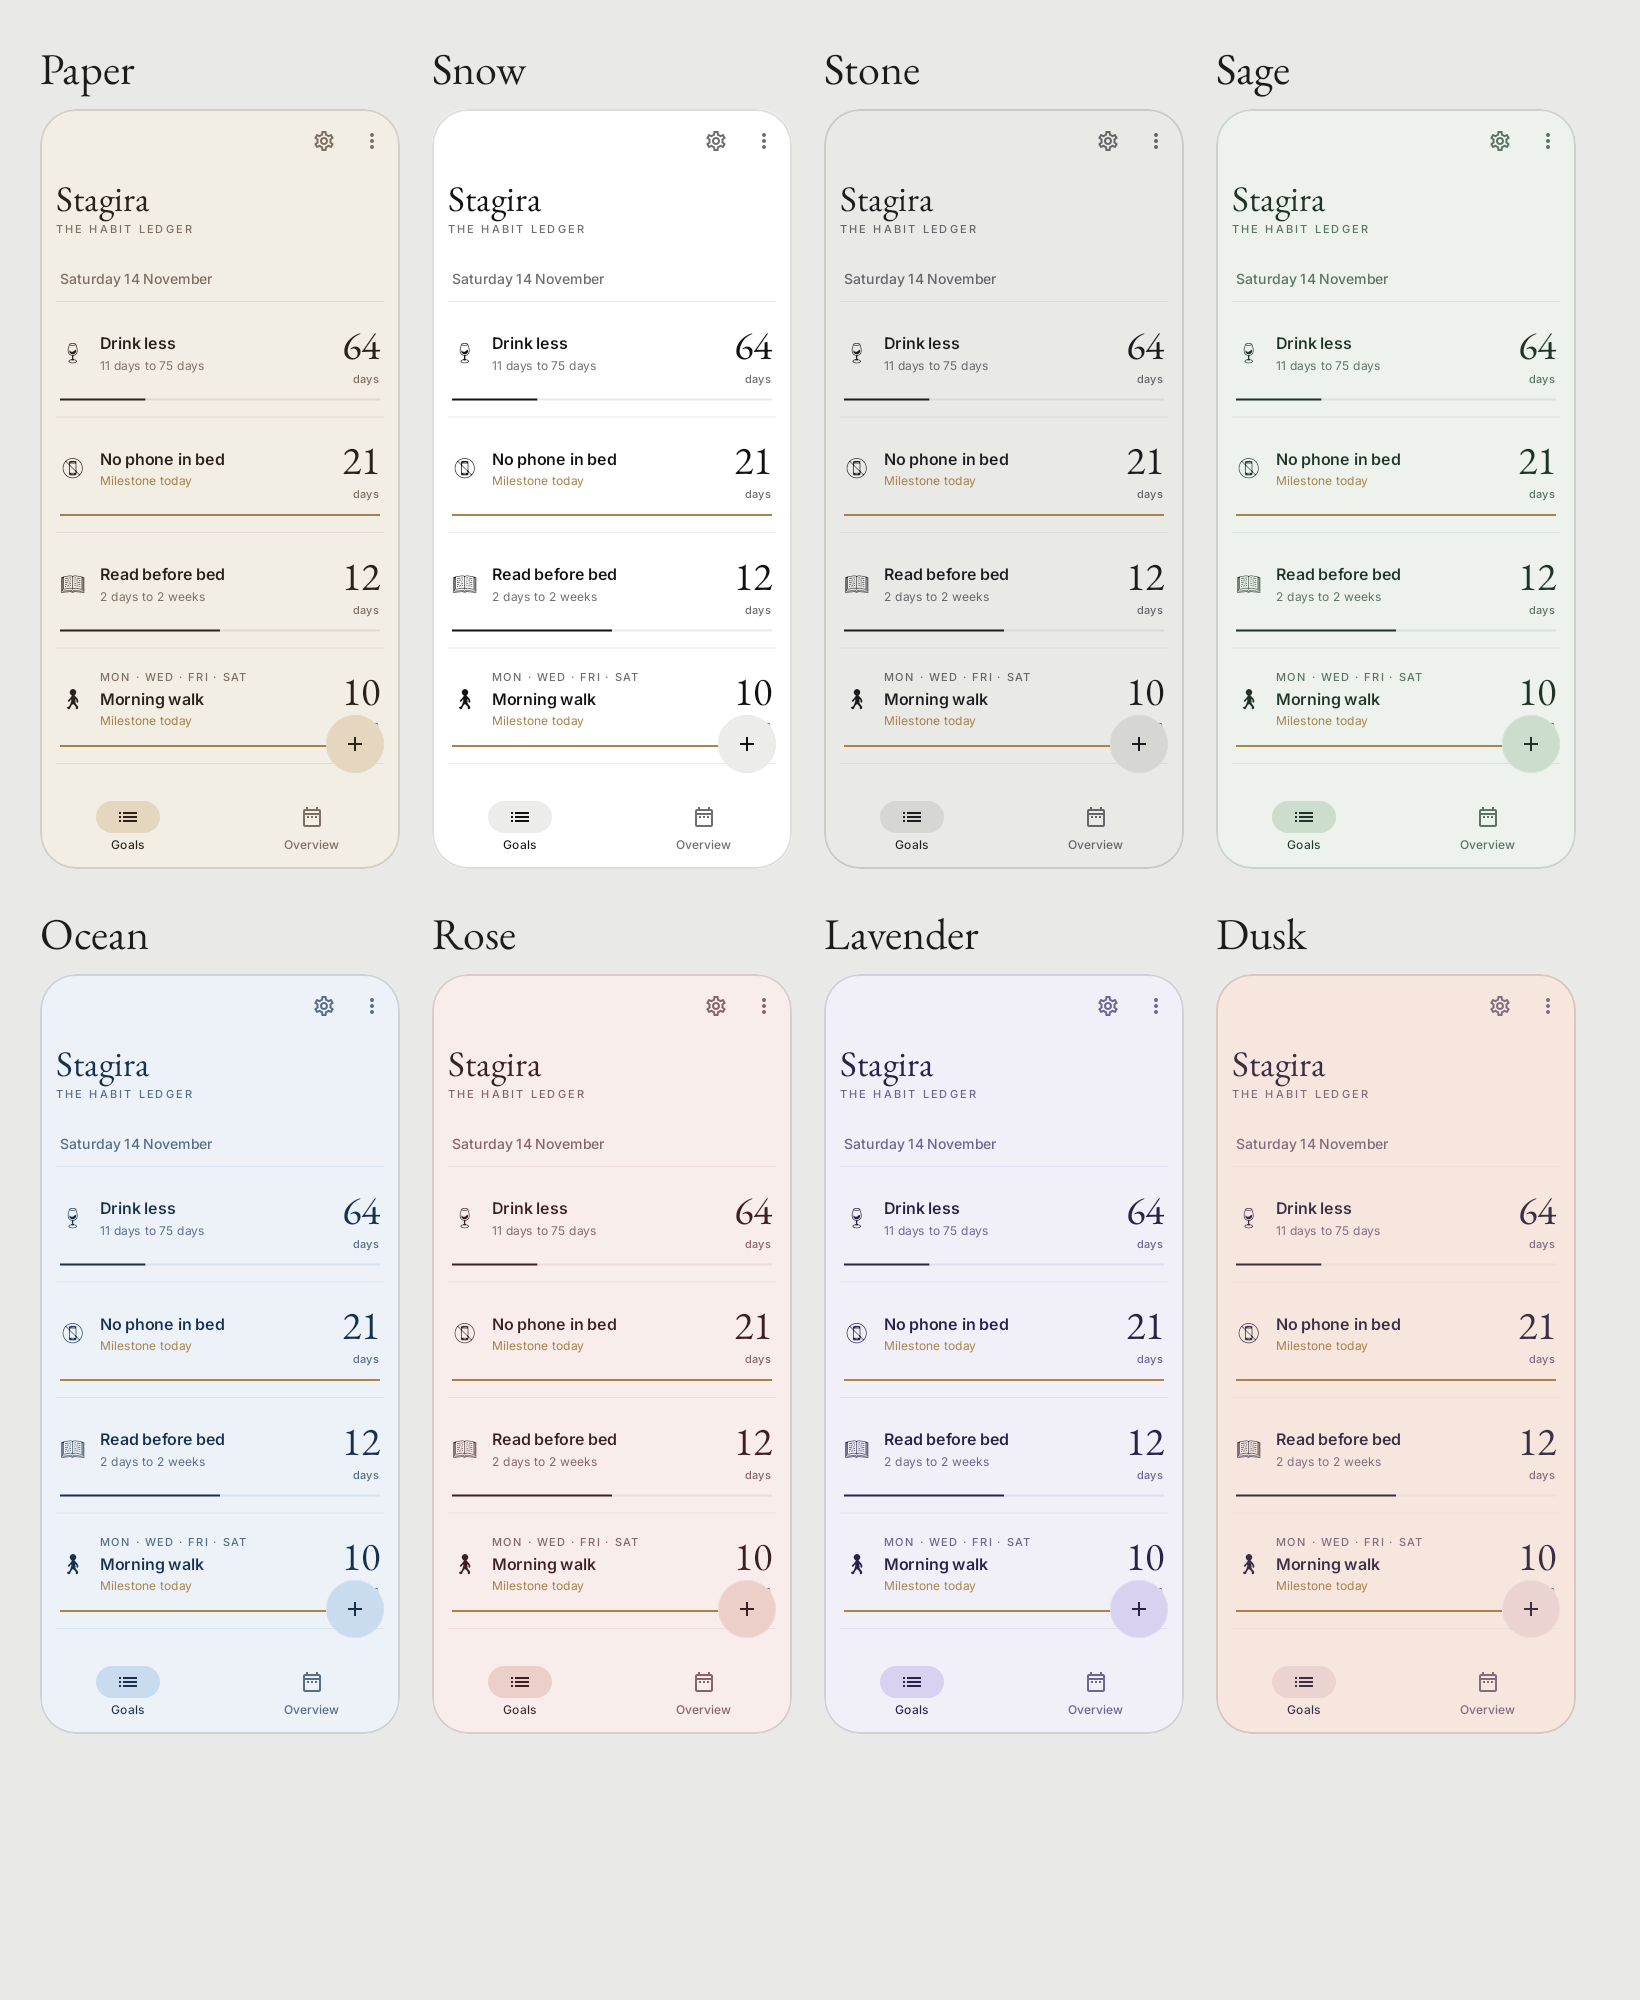 Paper
Stagira
THE HABIT LEDGER
Saturday 14 November
Drink less
11 days to 75 days
64
days
No phone in bed
Milestone today
21
days
Read before bed
2 days to 2 weeks
12
days
MON · WED · FRI · SAT
Morning walk
Milestone today
10
Goals
Overview
Snow
Stagira
THE HABIT LEDGER
Saturday 14 November
Drink less
11 days to 75 days
64
days
No phone in bed
Milestone today
21
days
Read before bed
2 days to 2 weeks
12
days
MON · WED · FRI · SAT
Morning walk
Milestone today
10
Goals
Overview
Stone
Stagira
THE HABIT LEDGER
Saturday 14 November
Drink less
11 days to 75 days
64
days
No phone in bed
Milestone today
21
days
Read before bed
2 days to 2 weeks
12
days
MON · WED · FRI · SAT
Morning walk
Milestone today
10
Goals
Overview
Sage
Stagira
THE HABIT LEDGER
Saturday 14 November
Drink less
11 days to 75 days
64
days
No phone in bed
Milestone today
21
days
Read before bed
2 days to 2 weeks
12
days
MON · WED · FRI · SAT
Morning walk
Milestone today
10
Goals
Overview
Ocean
Stagira
THE HABIT LEDGER
Saturday 14 November
Drink less
11 days to 75 days
64
days
No phone in bed
Milestone today
21
days
Read before bed
2 days to 2 weeks
12
days
MON · WED · FRI · SAT
Morning walk
Milestone today
10
Goals
Overview
Rose
Stagira
THE HABIT LEDGER
Saturday 14 November
Drink less
11 days to 75 days
64
days
No phone in bed
Milestone today
21
days
Read before bed
2 days to 2 weeks
12
days
MON · WED · FRI · SAT
Morning walk
Milestone today
10
Goals
Overview
Lavender
Stagira
THE HABIT LEDGER
Saturday 14 November
Drink less
11 days to 75 days
64
days
No phone in bed
Milestone today
21
days
Read before bed
2 days to 2 weeks
12
days
MON · WED · FRI · SAT
Morning walk
Milestone today
10
Goals
Overview
Dusk
Stagira
THE HABIT LEDGER
Saturday 14 November
Drink less
11 days to 75 days
64
days
No phone in bed
Milestone today
21
days
Read before bed
2 days to 2 weeks
12
days
MON · WED · FRI · SAT
Morning walk
Milestone today
10
Goals
Overview